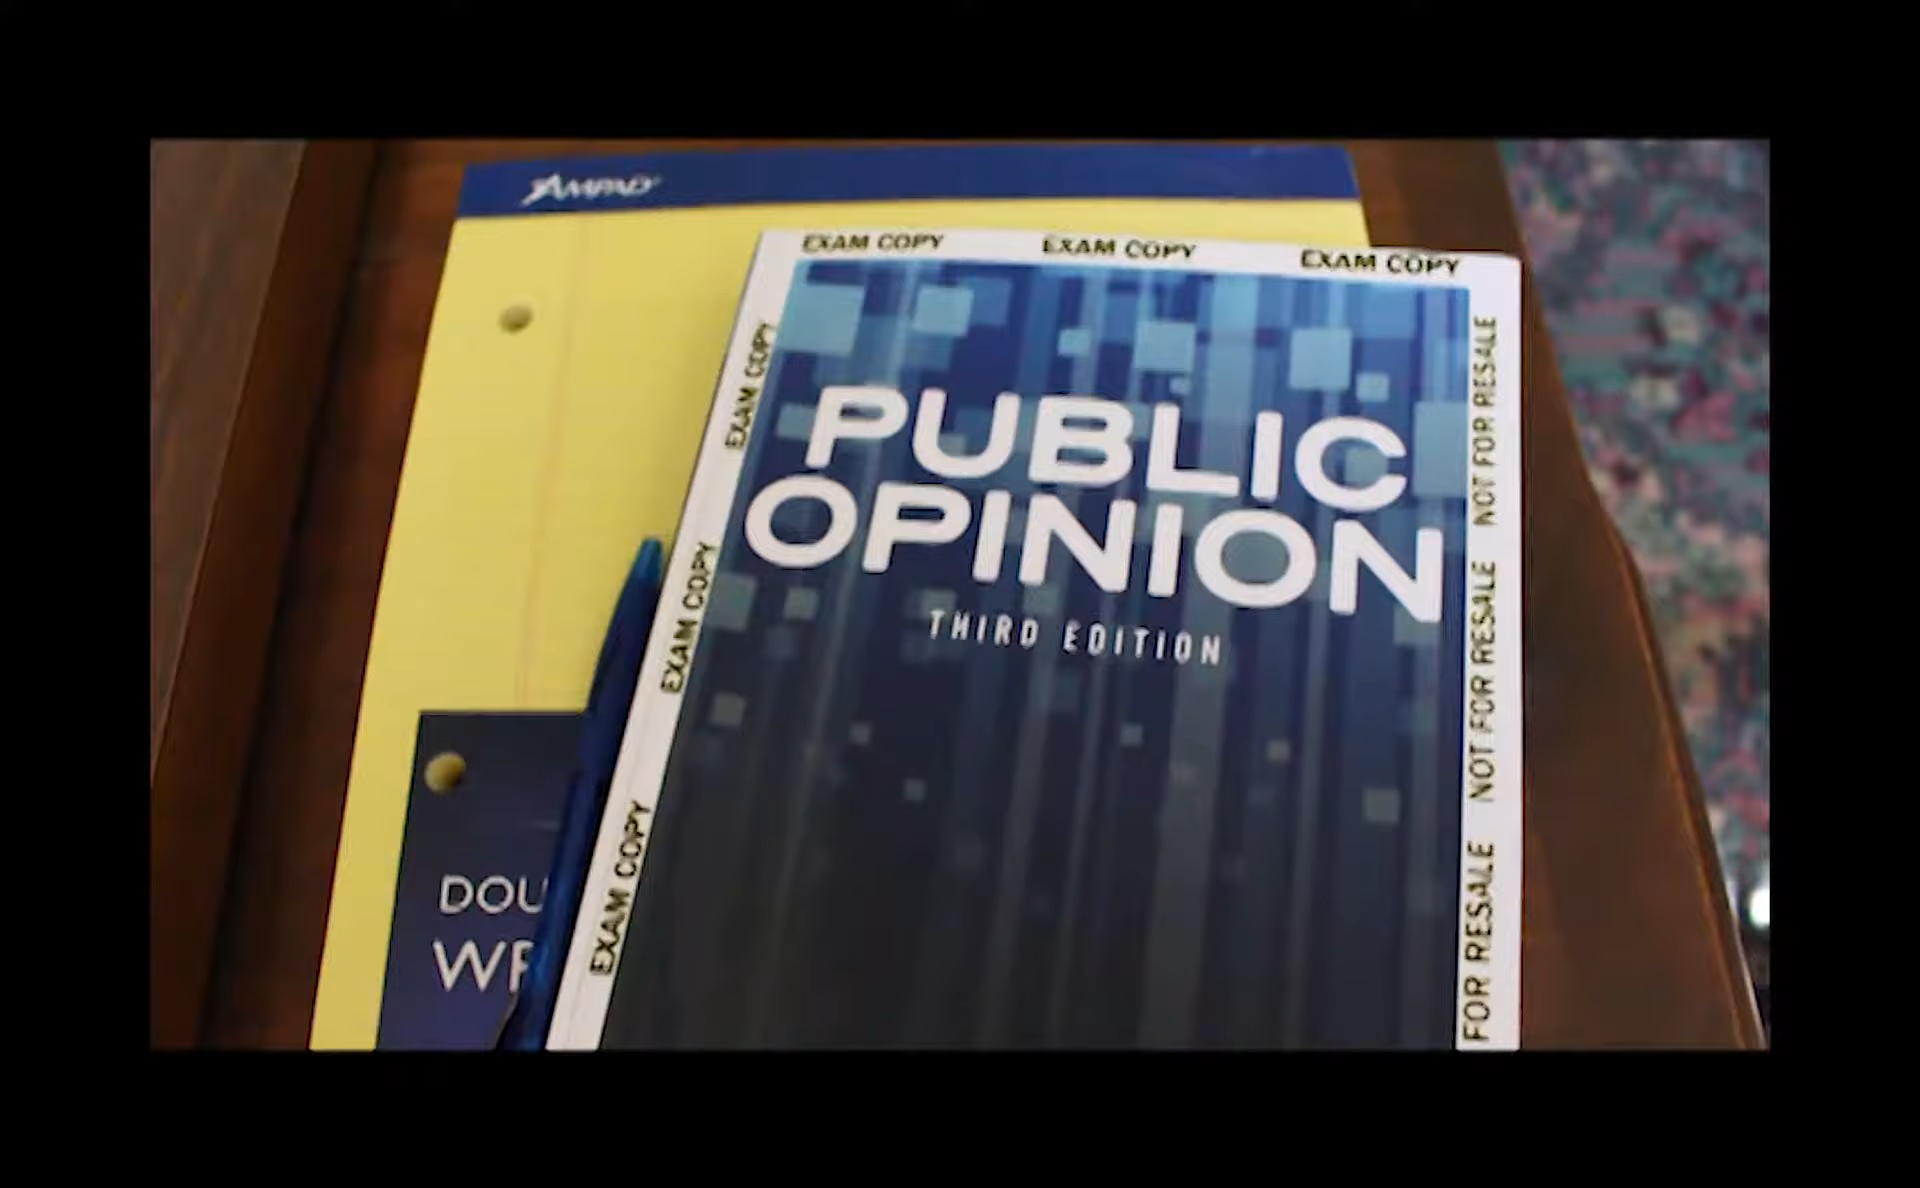 AMPAD
EXAM COPY EXAM COPY EXAM COPY
EXAM COPY
EXAM COPY
EXAM COPY
PUBLIC
OPINION
THIRD EDITION
NOT FOR RESALE
NOT FOR RESALE
FOR RESALE
DOU
WR